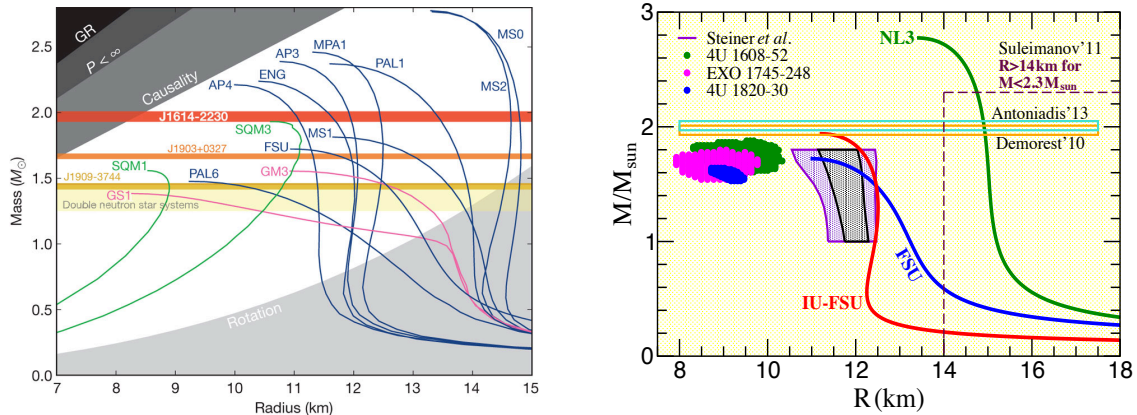 GR
P < ∞
Causality
Rotation
MS0
MPA1
AP3
PAL1
ENG
AP4
MS2
J1614-2230
SQM3
MS1
J1903+0327
FSU
SQM1
GM3
J1909-3744
PAL6
GS1
Double neutron star systems
2.5
2.0
1.5
1.0
0.5
0.0
Mass (M☉)
7 8 9 10 11 12 13 14 15
Radius (km)
Steiner et al.
4U 1608-52
EXO 1745-248
4U 1820-30
NL3
Suleimanov'11
R>14km for
M<2.3Msun
Antoniadis'13
Demorest'10
FSU
IU-FSU
3
2
1
0
M/Msun
8 10 12 14 16 18
R (km)